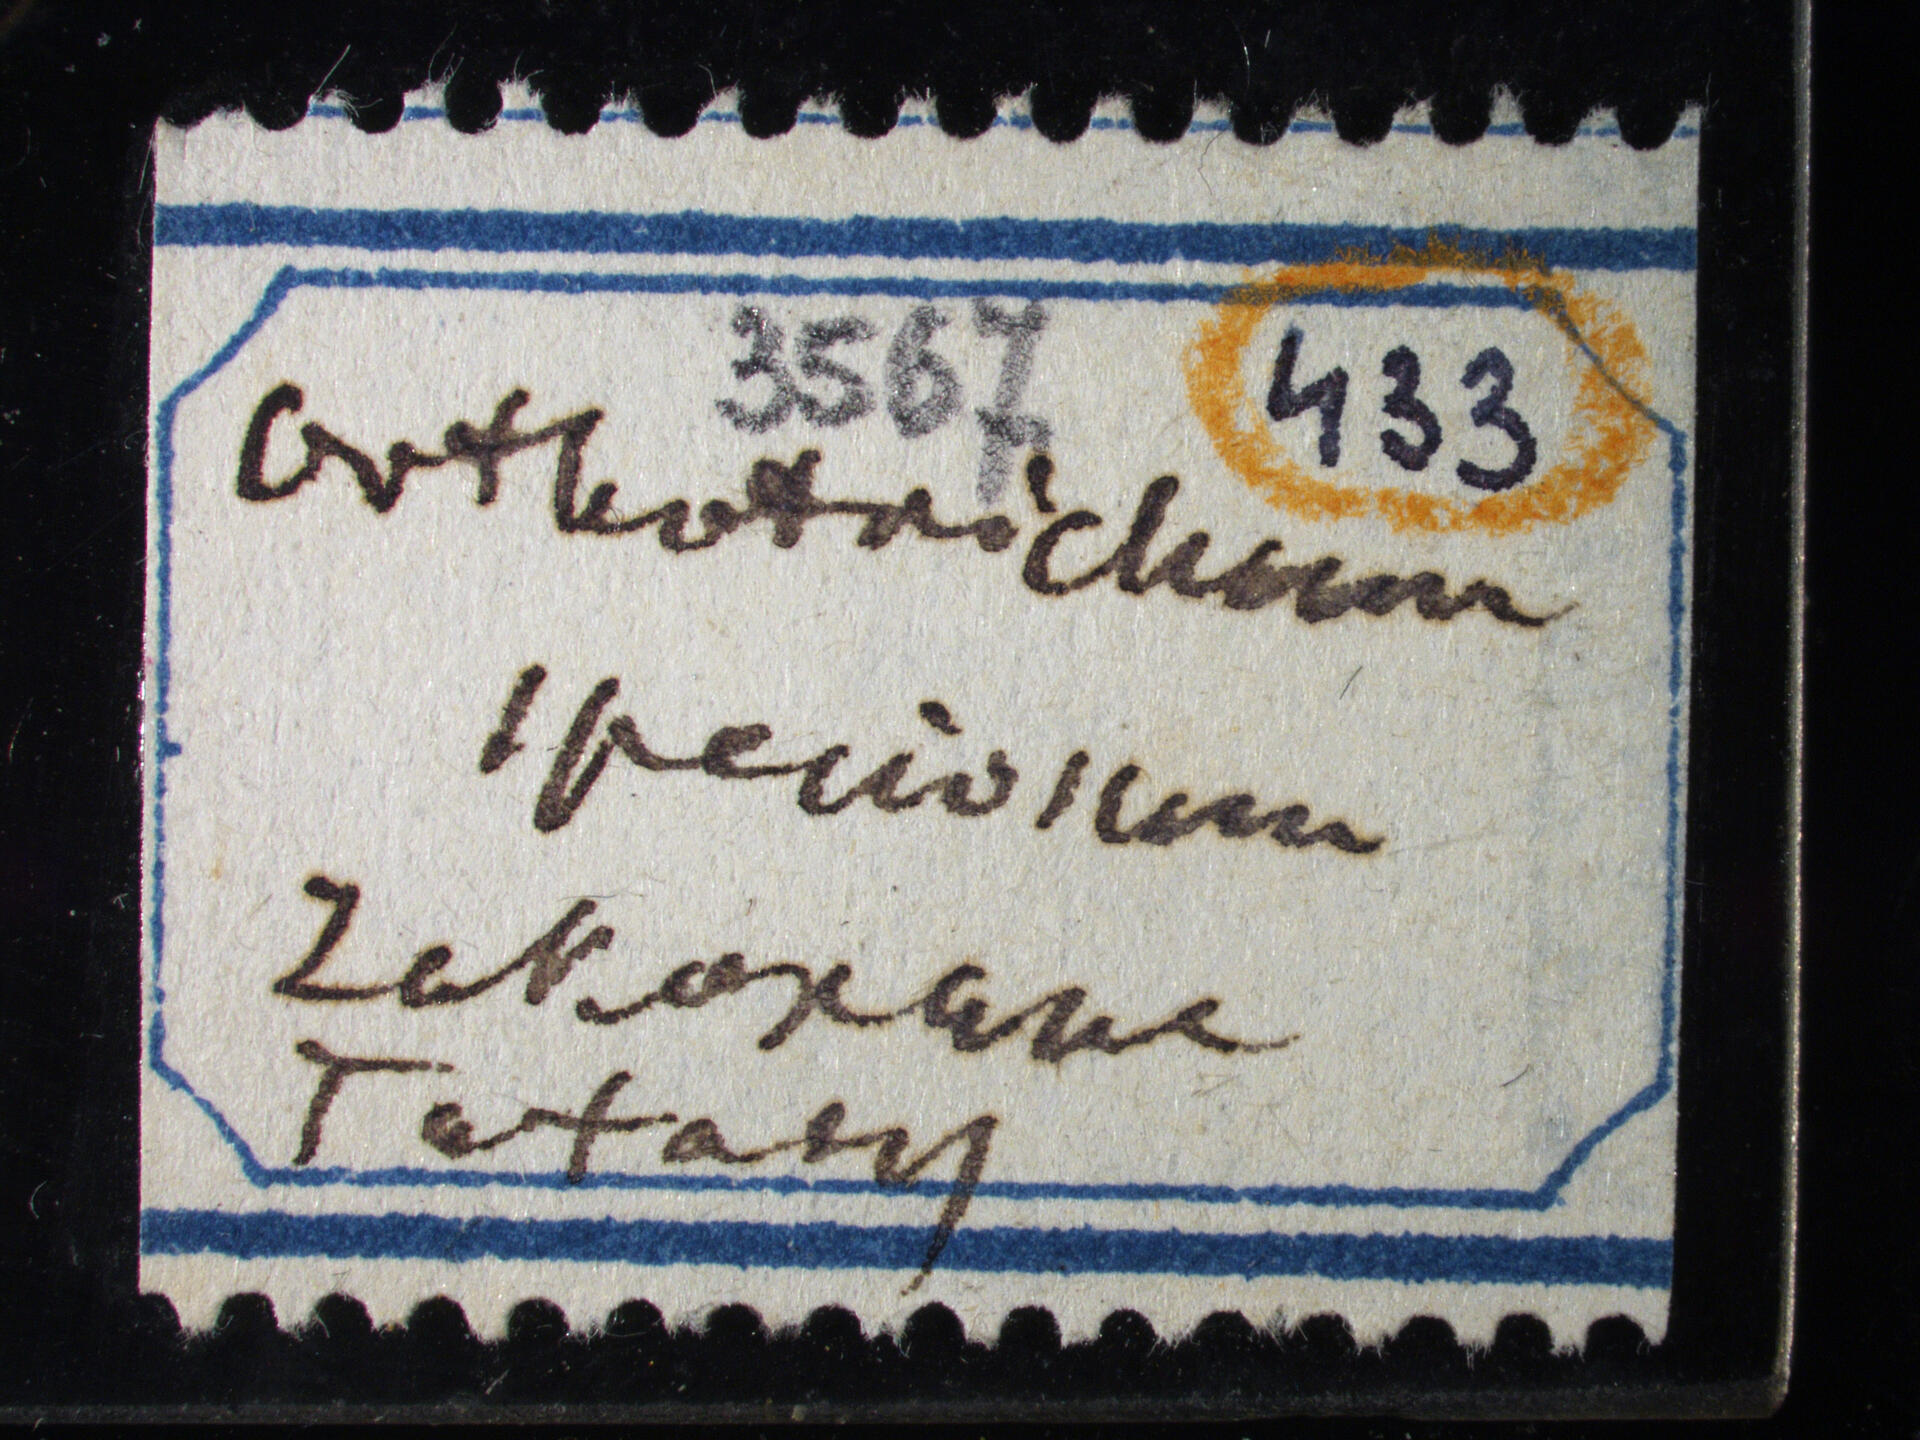 3567
433
Orthotrichum
speciosum
Zakopane
Tatary